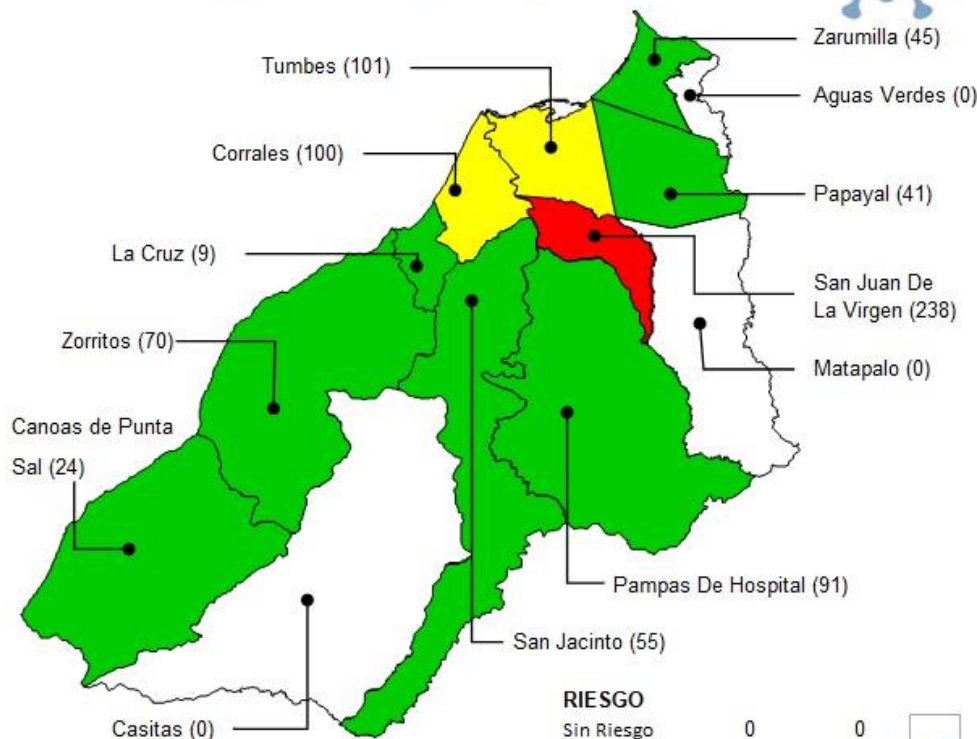 Zarumilla (45)
Tumbes (101)
Aguas Verdes (0)
Corrales (100)
Papayal (41)
La Cruz (9)
San Juan De
La Virgen (238)
Zorritos (70)
Matapalo (0)
Canoas de Punta
Sal (24)
Pampas De Hospital (91)
San Jacinto (55)
Casitas (0)
RIESGO
Sin Riesgo 0 0